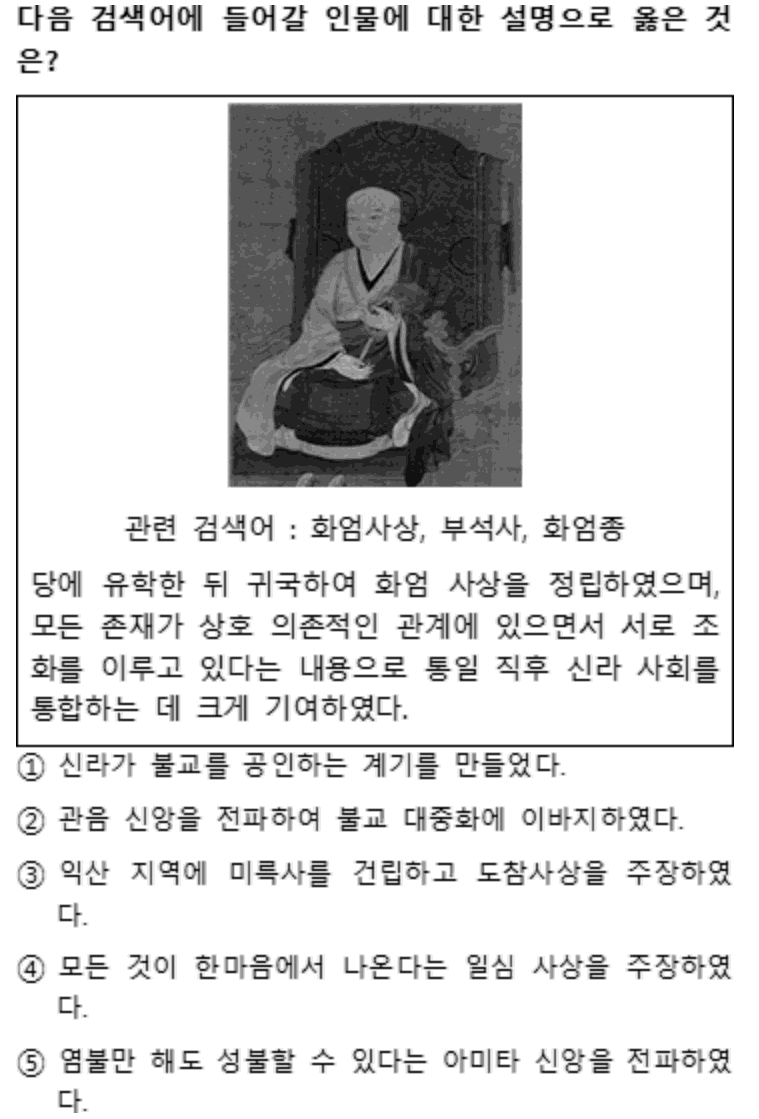 다음 검색어에 들어갈 인물에 대한 설명으로 옳은 것
은?
관련 검색어 : 화엄사상, 부석사, 화엄종
당에 유학한 뒤 귀국하여 화엄 사상을 정립하였으며,
모든 존재가 상호 의존적인 관계에 있으면서 서로 조
화를 이루고 있다는 내용으로 통일 직후 신라 사회를
통합하는 데 크게 기여하였다.
① 신라가 불교를 공인하는 계기를 만들었다.
② 관음 신앙을 전파하여 불교 대중화에 이바지하였다.
③ 익산 지역에 미륵사를 건립하고 도참사상을 주장하였
다.
④ 모든 것이 한마음에서 나온다는 일심 사상을 주장하였
다.
⑤ 염불만 해도 성불할 수 있다는 아미타 신앙을 전파하였
다.